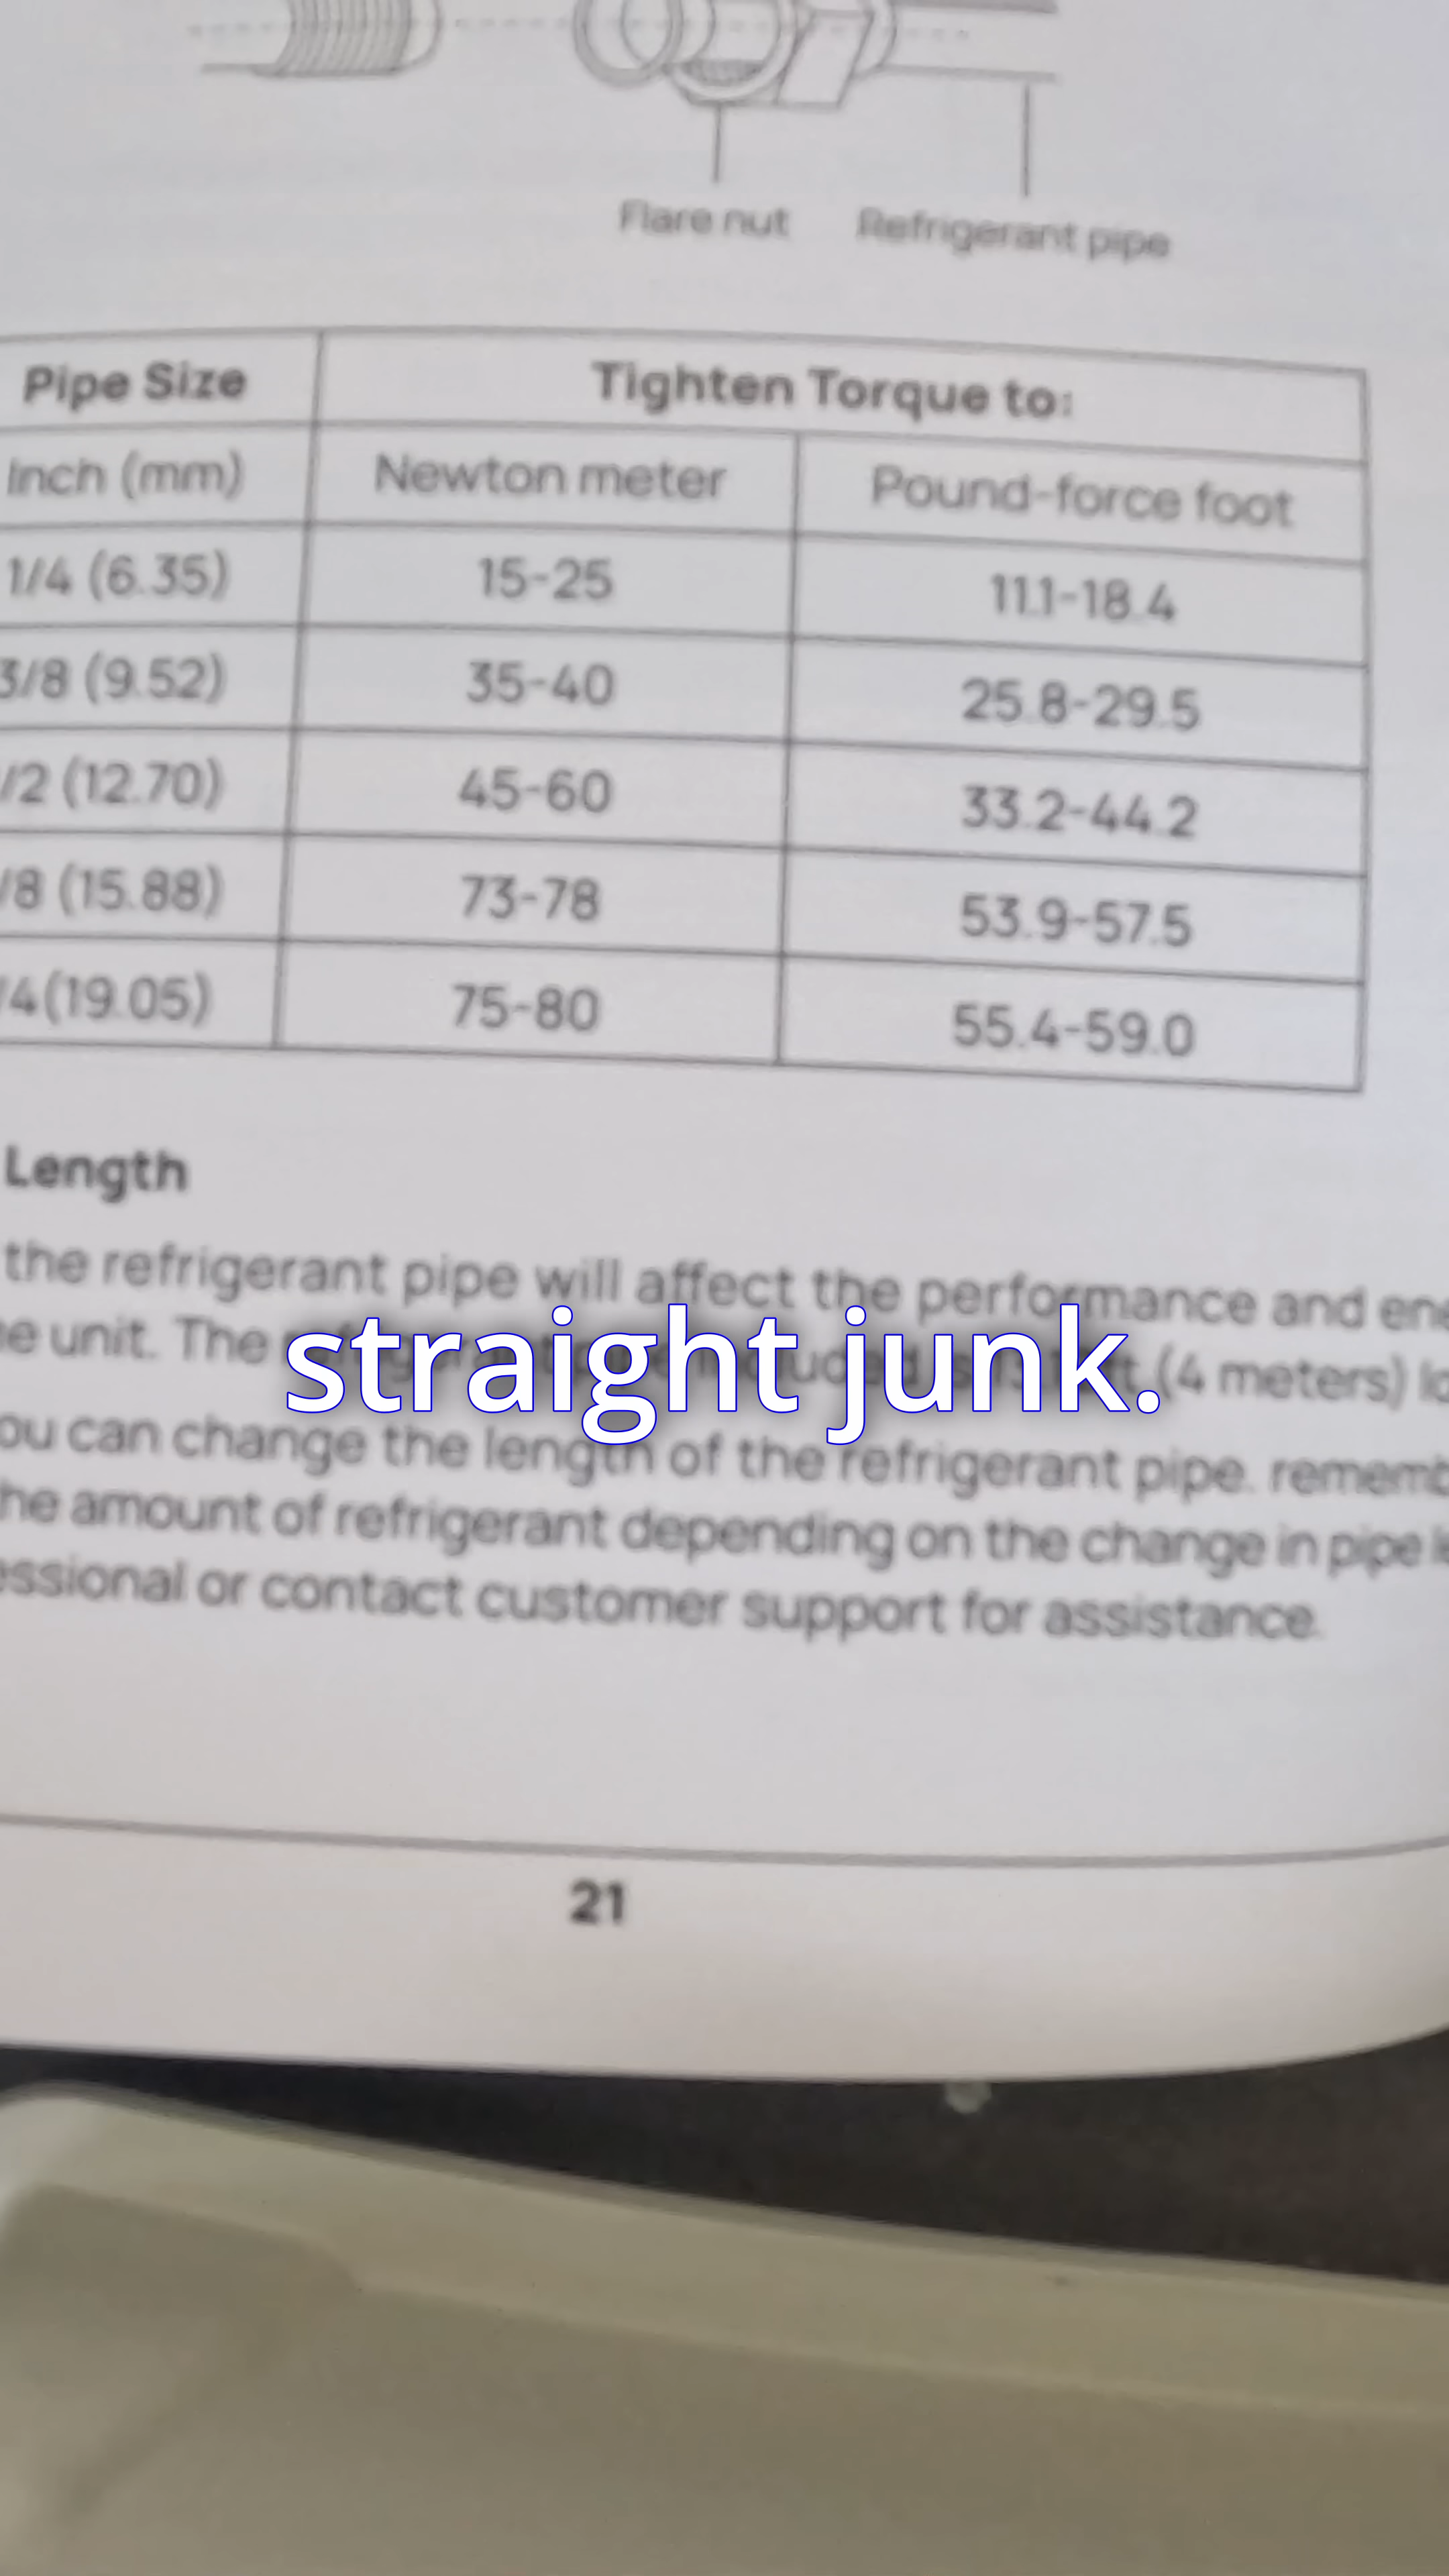 Flare nut Refrigerant pipe
Pipe Size Tighten Torque to:
Inch (mm) Newton meter Pound-force foot
1/4 (6.35) 15-25 11.1-18.4
3/8 (9.52) 35-40 25.8-29.5
/2 (12.70) 45-60 33.2-44.2
/8 (15.88) 73-78 53.9-57.5
/4(19.05) 75-80 55.4-59.0
Length
the refrigerant pipe will affect the performance and
unit. The (4 meters)
straight junk.
ou can change the length of the refrigerant pipe. rememb
he amount of refrigerant depending on the change in pipe
essional or contact customer support for assistance.
21